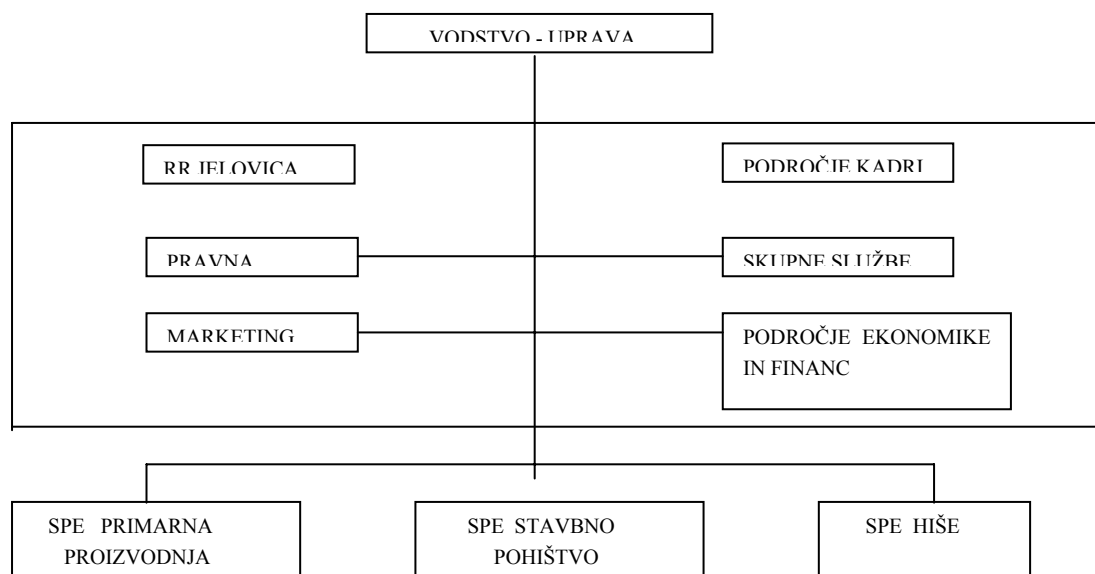 VODSTVO - UPRAVA
RR JELOVICA
PODROČJE KADRI
PRAVNA
SKUPNE SLUŽBE
MARKETING
PODROČJE EKONOMIKE
IN FINANC
SPE PRIMARNA
PROIZVODNJA
SPE STAVBNO
POHIŠTVO
SPE HIŠE